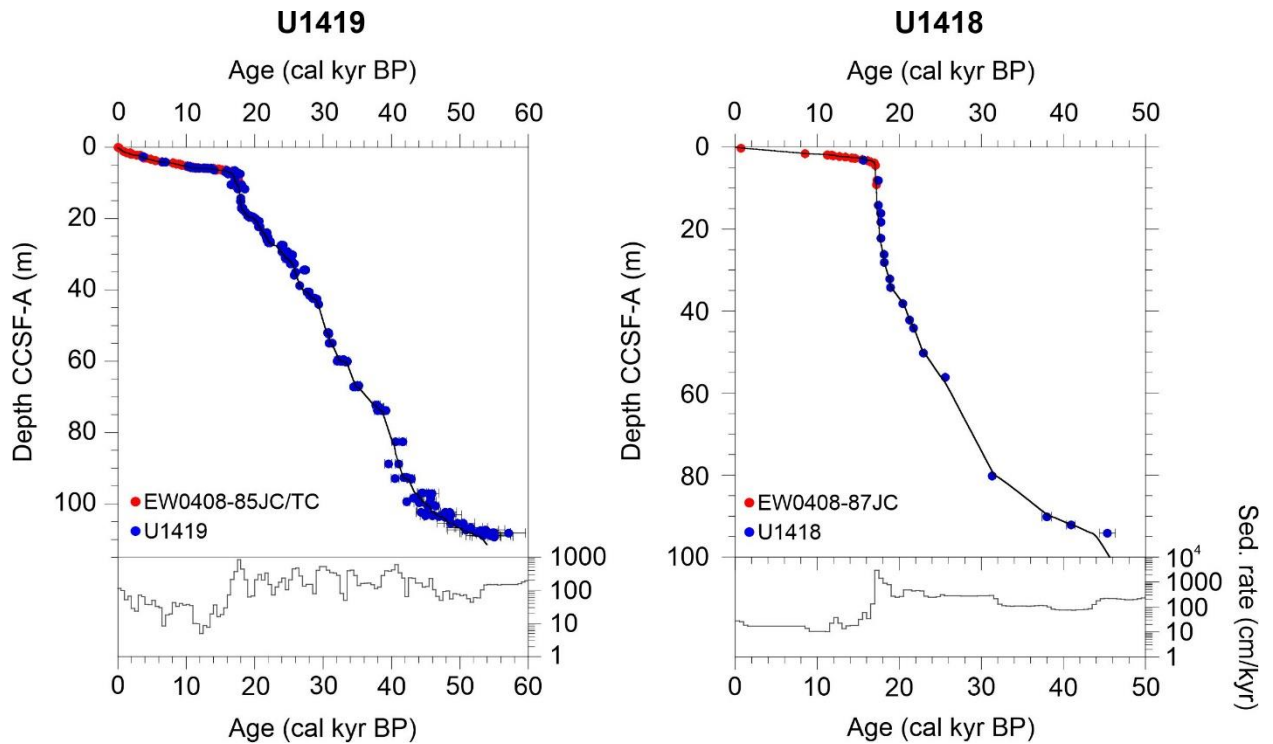 U1419
Age (cal kyr BP)
0 10 20 30 40 50 60
Depth CCSF-A (m)
0
20
40
60
80
100
EW0408-85JC/TC
U1419
1000
100
10
1
0 10 20 30 40 50 60
Age (cal kyr BP)
U1418
Age (cal kyr BP)
0 10 20 30 40 50
Depth CCSF-A (m)
0
20
40
60
80
100
EW0408-87JC
U1418
10⁴
1000
100
10
1
Sed. rate (cm/kyr)
0 10 20 30 40 50
Age (cal kyr BP)